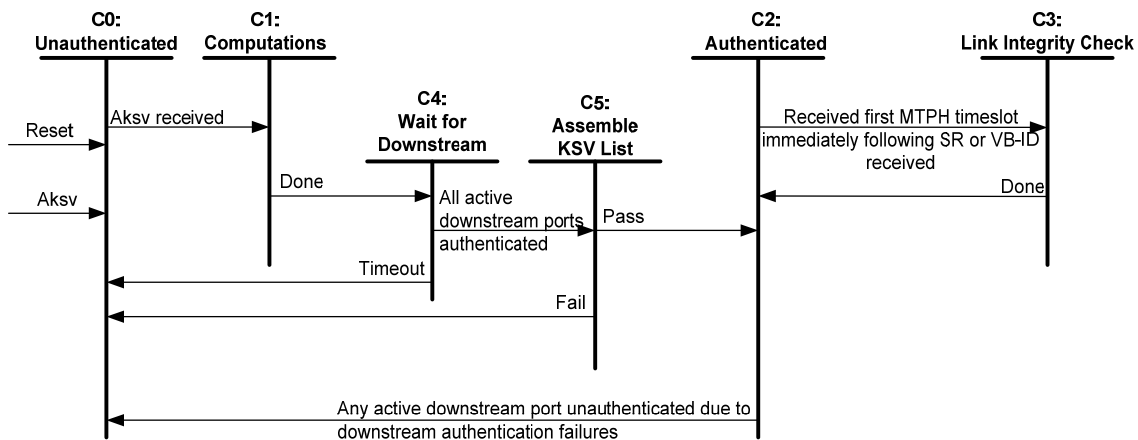 C0:
Unauthenticated
C1:
Computations
C2:
Authenticated
C3:
Link Integrity Check
C4:
Wait for
Downstream
C5:
Assemble
KSV List
Reset
Aksv received
Received first MTPH timeslot
immediately following SR or VB-ID
received
Aksv
Done
All active
downstream ports
authenticated
Pass
Done
Timeout
Fail
Any active downstream port unauthenticated due to
downstream authentication failures